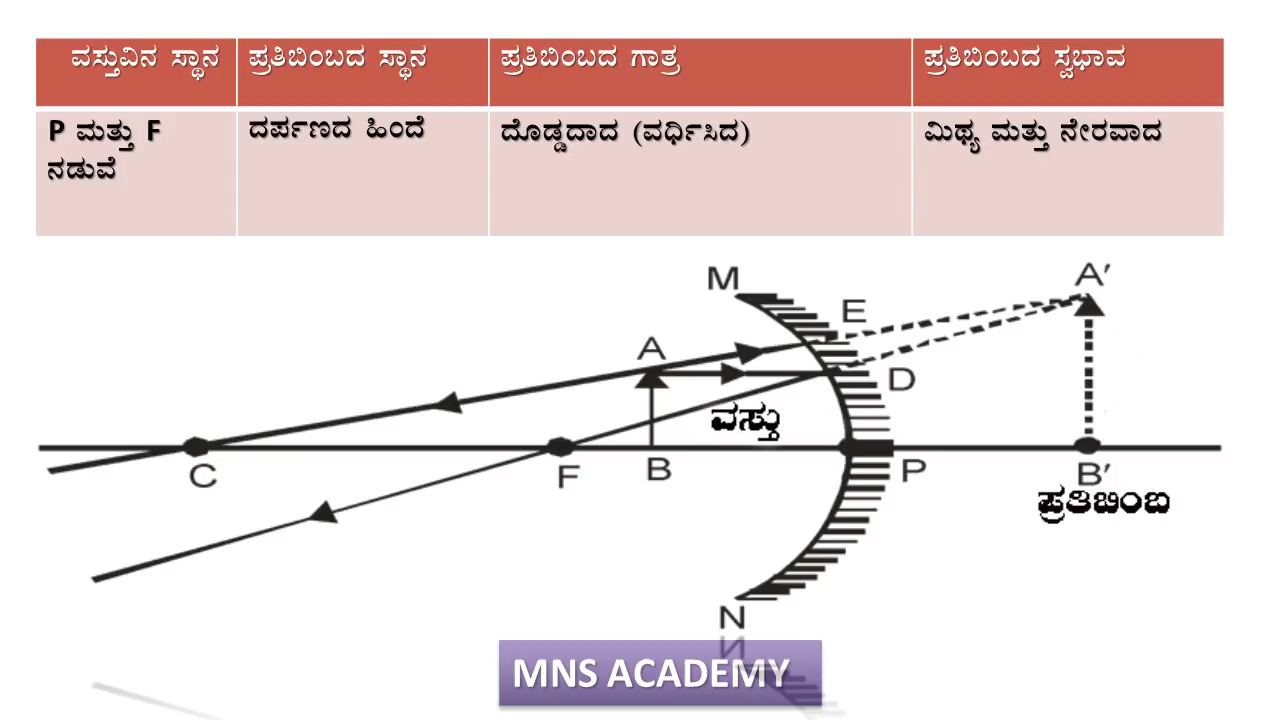 ವಸ್ತುವಿನ ಸ್ಥಾನ ಪ್ರತಿಬಿಂಬದ ಸ್ಥಾನ ಪ್ರತಿಬಿಂಬದ ಗಾತ್ರ ಪ್ರತಿಬಿಂಬದ ಸ್ವಭಾವ
P ಮತ್ತು F ದರ್ಪಣದ ಹಿಂದೆ ದೊಡ್ಡದಾದ (ವರ್ಧಿಸಿದ) ಮಿಥ್ಯ ಮತ್ತು ನೇರವಾದ
ನಡುವೆ
M A′
E
A
D
ವಸ್ತು
C F B P B′
ಪ್ರತಿಬಿಂಬ
N
MNS ACADEMY